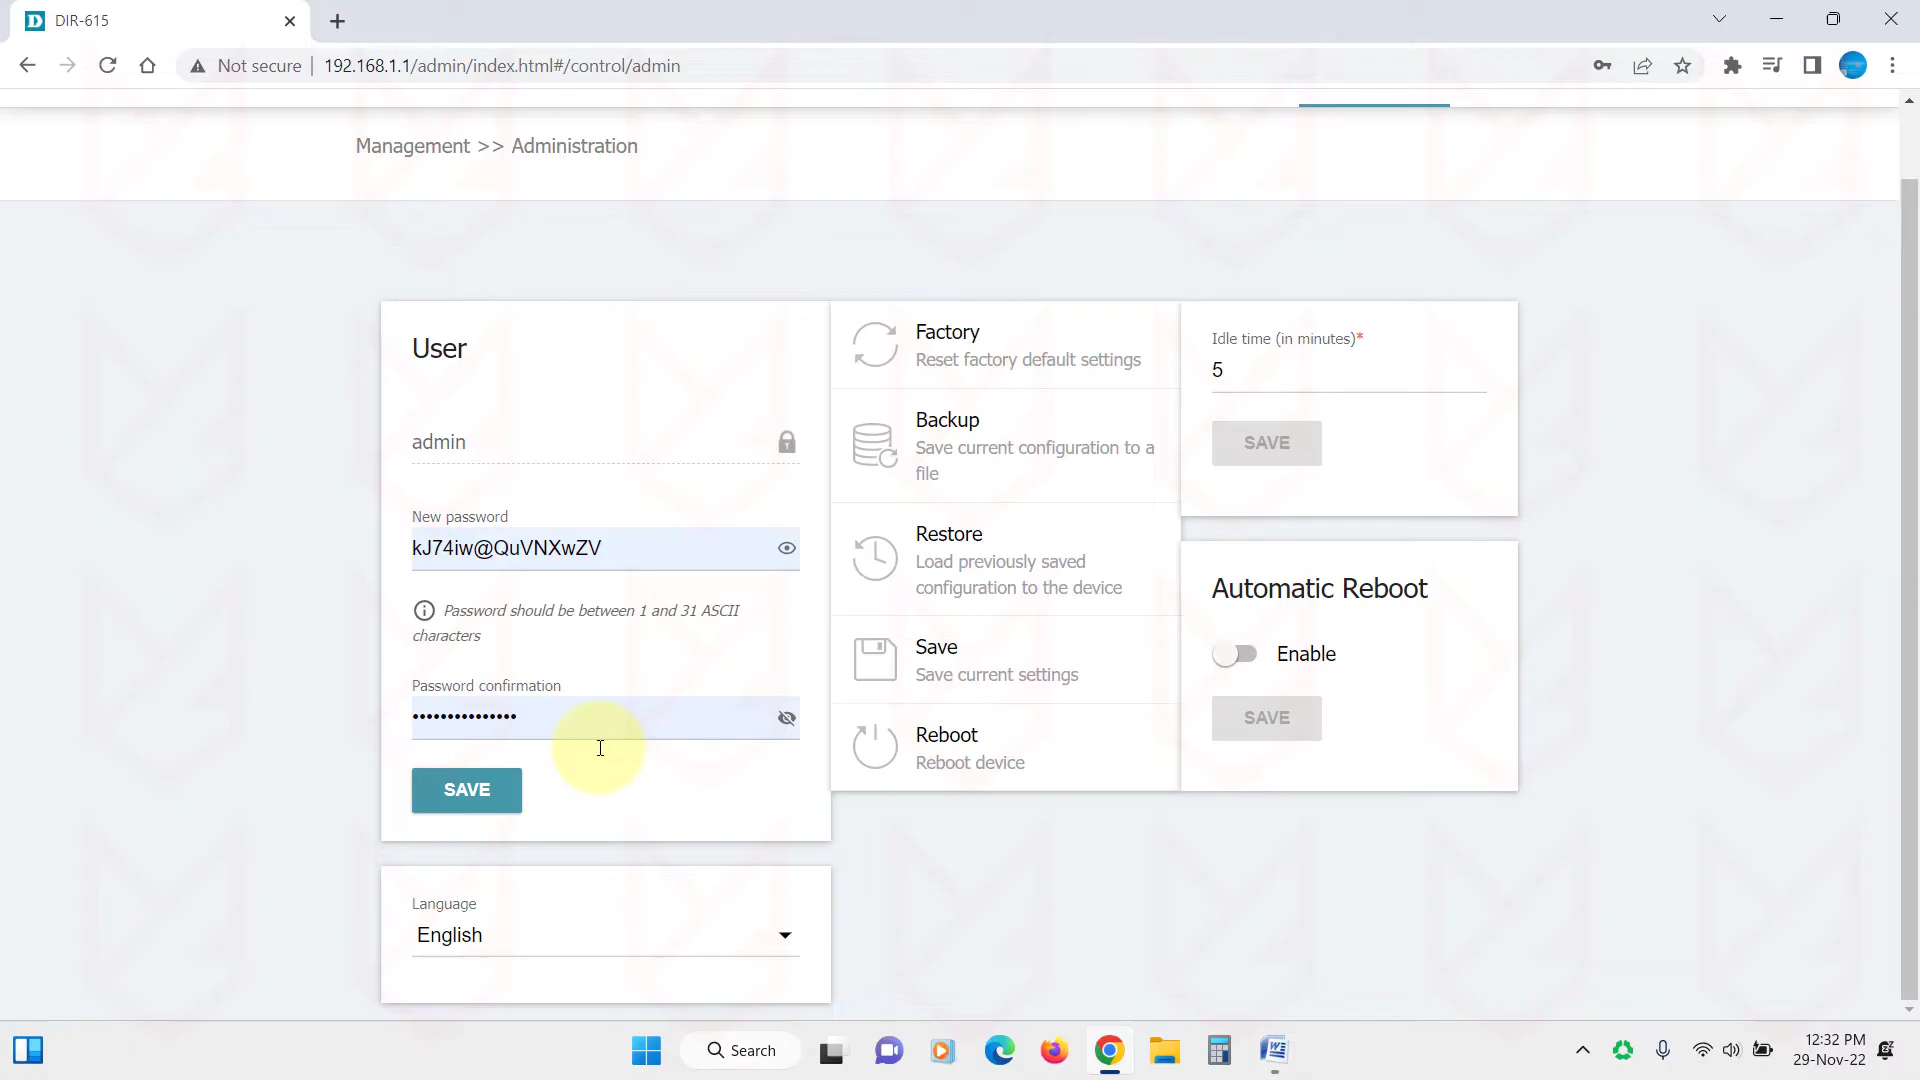 DIR-615
Not secure
192.168.1.1/admin/index.html#/control/admin
Management >> Administration
User
admin
New password
kJ74iw@QuVNXwZV
Password should be between 1 and 31 ASCII
characters
Password confirmation
•••••••••••••••
SAVE
Language
English
Factory
Reset factory default settings
Backup
Save current configuration to a
file
Restore
Load previously saved
configuration to the device
Save
Save current settings
Reboot
Reboot device
Idle time (in minutes)*
5
SAVE
Automatic Reboot
Enable
SAVE
Search
12:32 PM
29-Nov-22